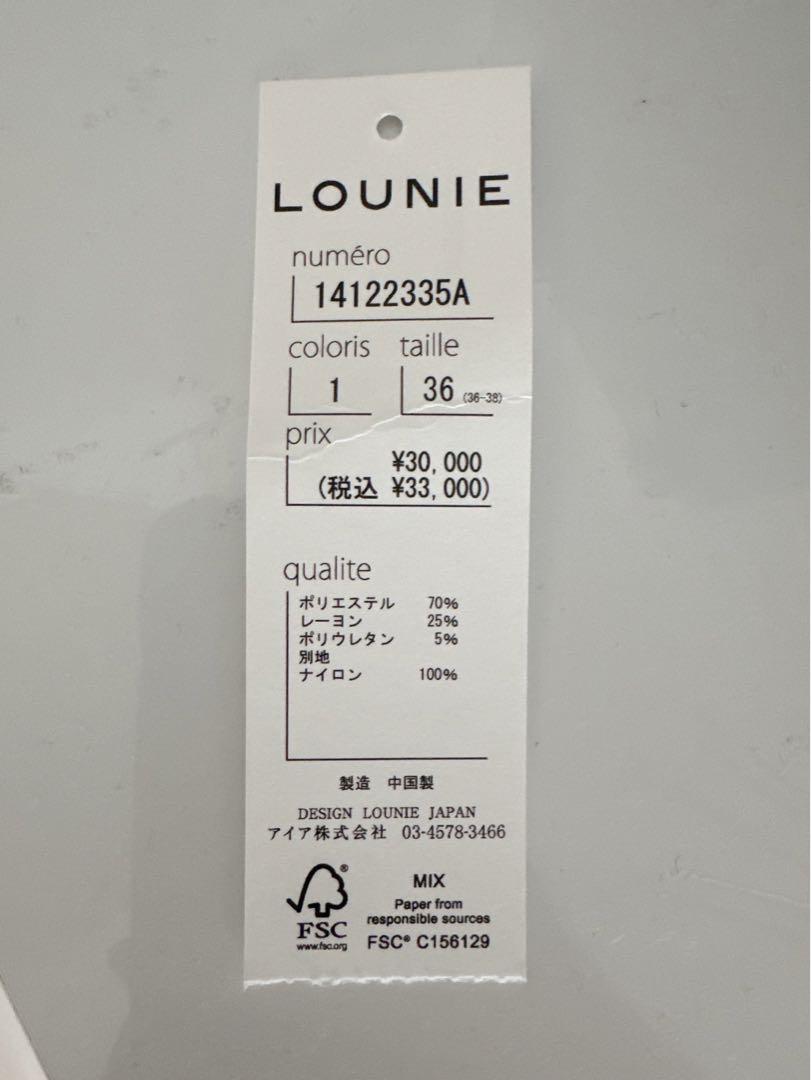 LOUNIE
numéro
14122335A
coloris taille
1 36 (36-38)
prix
¥30,000
(税込 ¥33,000)
qualite
ポリエステル 70%
レーヨン 25%
ポリウレタン 5%
別地
ナイロン 100%
製造 中国製
DESIGN LOUNIE JAPAN
アイア株式会社 03-4578-3466
MIX
Paper from
responsible sources
FSC® C156129
®
FSC
www.fsc.org